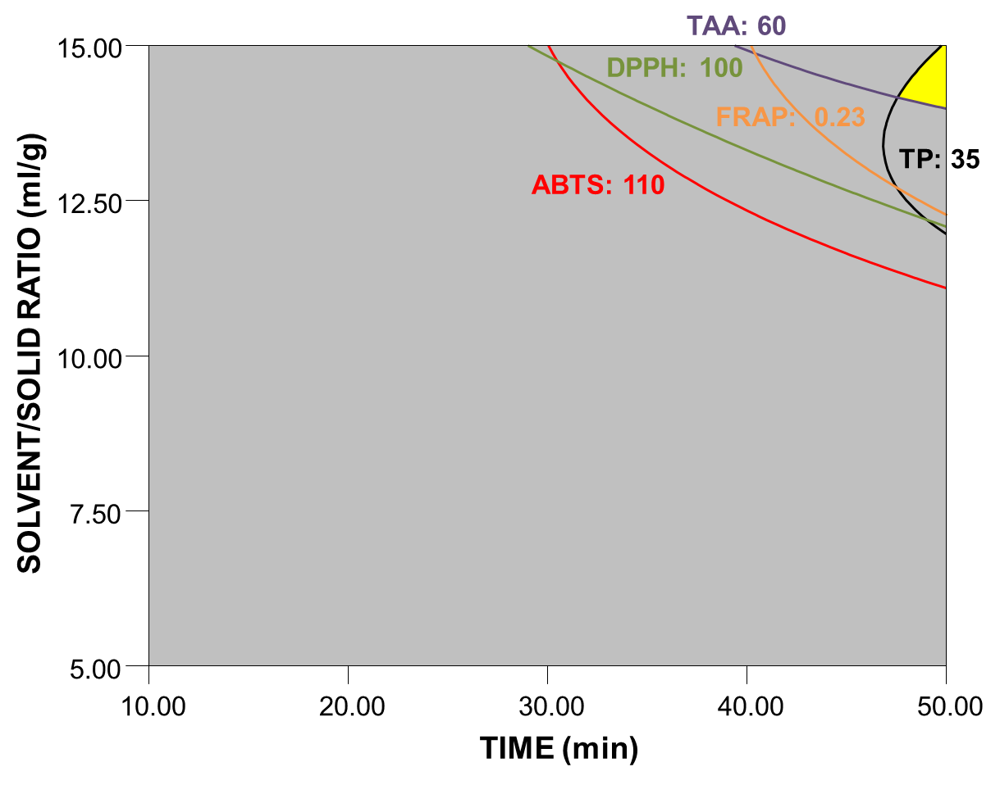 TAA: 60
15.00
DPPH: 100
FRAP: 0.23
TP: 35
ABTS: 110
12.50
10.00
7.50
5.00
SOLVENT/SOLID RATIO (ml/g)
10.00 20.00 30.00 40.00 50.00
TIME (min)